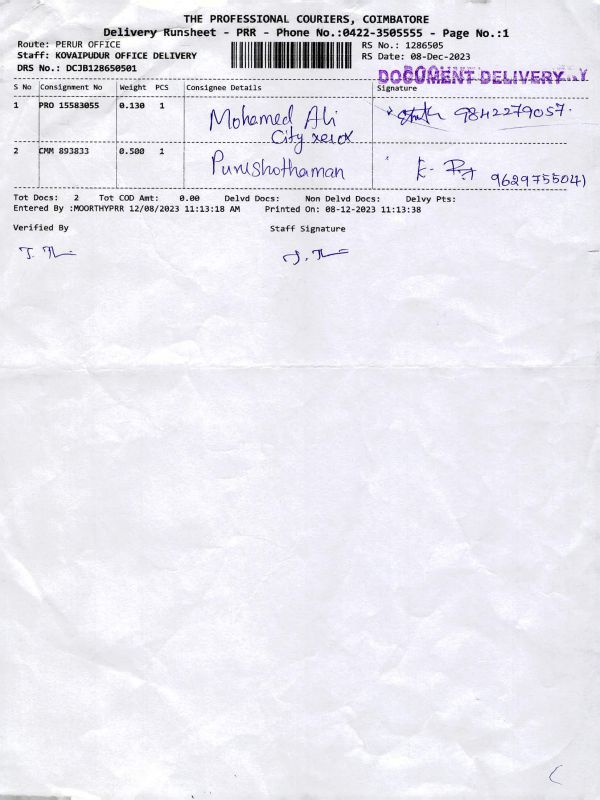 THE PROFESSIONAL COURIERS, COIMBATORE
Delivery Runsheet - PRR - Phone No.:0422-3505555 - Page No.:1
Route: PERUR OFFICE
RS No.: 1286505
Staff: KOVAIPUDUR OFFICE DELIVERY
RS Date: 08-Dec-2023
DRS No.: DCJB128650501
DOCUMENT DELIVERY
S No Consignment No Weight PCS Consignee Details Signature
1 PRO 15583055 0.130 1 Mohamed Ali 9842279057.
City xerox
2 CMM 893833 0.500 1 Purushothaman 9629755041
Tot Docs: 2 Tot COD Amt: 0.00 Delvd Docs: Non Delvd Docs: Delvy Pts:
Entered By :MOORTHYPRR 12/08/2023 11:13:18 AM Printed On: 08-12-2023 11:13:38
Verified By Staff Signature